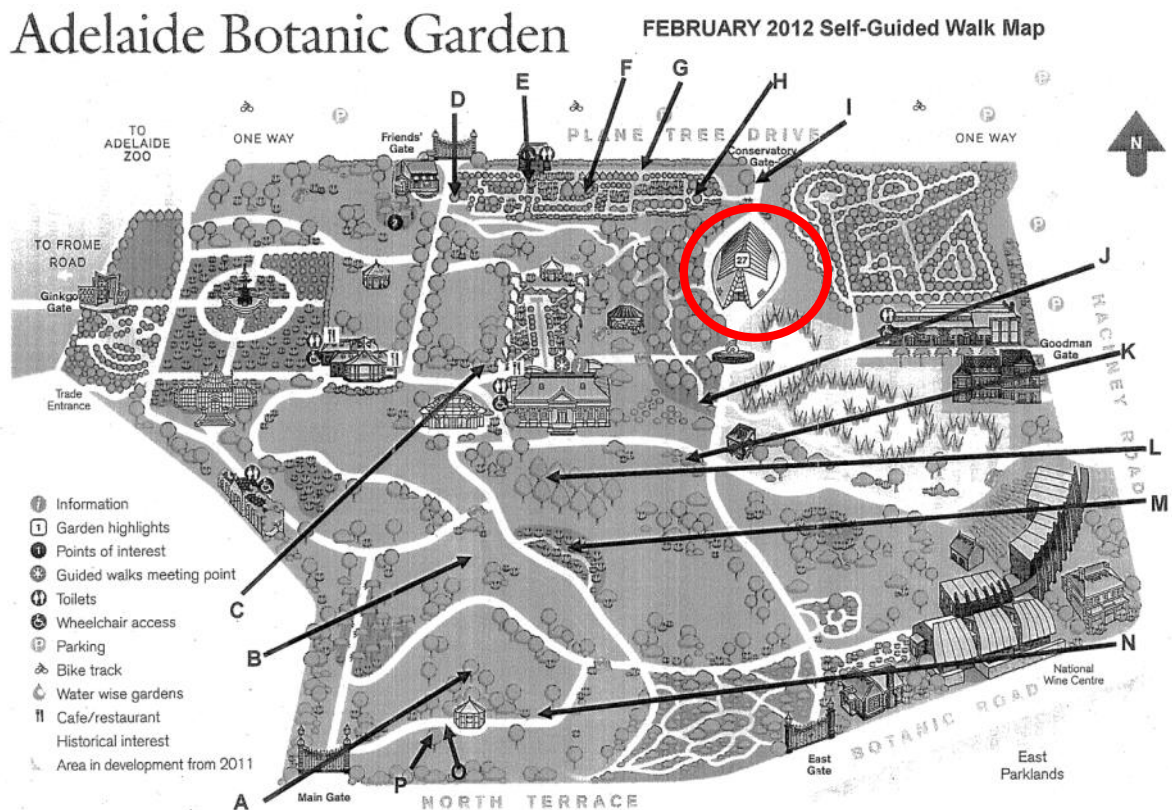 Adelaide Botanic Garden
FEBRUARY 2012 Self-Guided Walk Map
D
E
F
G
H
I
TO
ADELAIDE
ZOO
ONE WAY
Friends'
Gate
PLANE TREE DRIVE
Conservatory
Gate
ONE WAY
N
P
P
P
P
P
TO FROME
ROAD
Ginkgo
Gate
2
27
J
HACKNEY ROAD
Goodman
Gate
K
Trade
Entrance
L
M
i Information
1 Garden highlights
1 Points of interest
Guided walks meeting point
Toilets
Wheelchair access
P Parking
Bike track
Water wise gardens
Cafe/restaurant
Historical interest
Area in development from 2011
C
B
A
N
National
Wine Centre
BOTANIC ROAD
P
O
Main Gate
East
Gate
East
Parklands
NORTH TERRACE